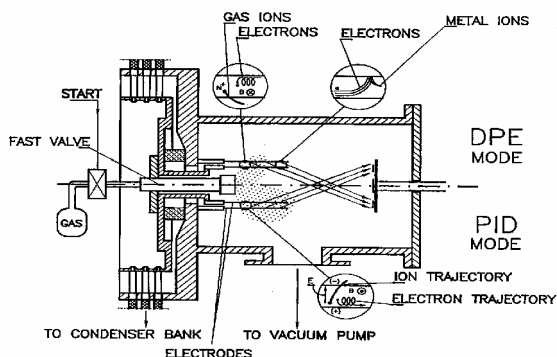 GAS IONS
ELECTRONS
ELECTRONS
METAL IONS
START
FAST VALVE
GAS
DPE
MODE
PID
MODE
ION TRAJECTORY
ELECTRON TRAJECTORY
E
(-)
B
(+)
N⁺
B
TO CONDENSER BANK
TO VACUUM PUMP
ELECTRODES